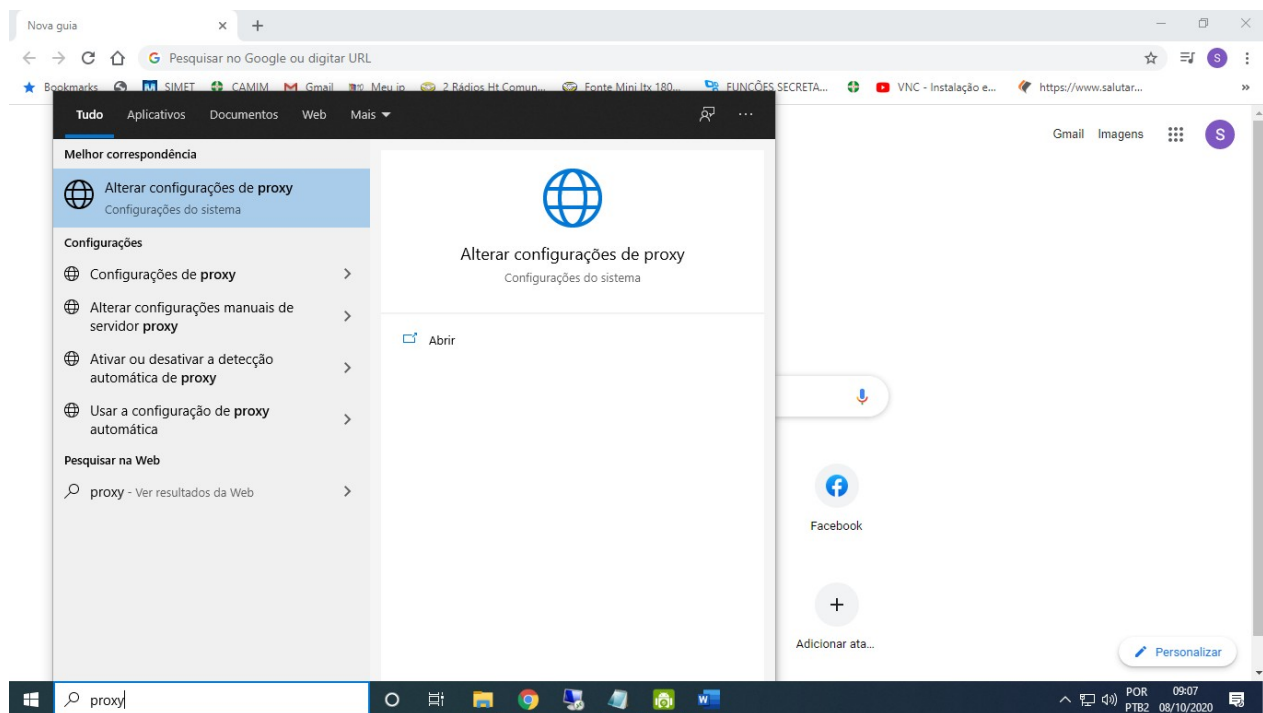 Nova guia
Pesquisar no Google ou digitar URL
Bookmarks SIMET CAMIM Gmail Meu ip 2 Rádios Ht Comun... Fonte Mini Itx 180... FUNÇÕES SECRETA... VNC - Instalação e... https://www.salutar... »
Tudo Aplicativos Documentos Web Mais
Gmail Imagens S
Melhor correspondência
Alterar configurações de proxy
Configurações do sistema
Configurações
Configurações de proxy
Alterar configurações manuais de
servidor proxy
Ativar ou desativar a detecção
automática de proxy
Usar a configuração de proxy
automática
Pesquisar na Web
proxy - Ver resultados da Web
Alterar configurações de proxy
Configurações do sistema
Abrir
Facebook
Adicionar ata...
Personalizar
proxy
POR 09:07
PTB2 08/10/2020